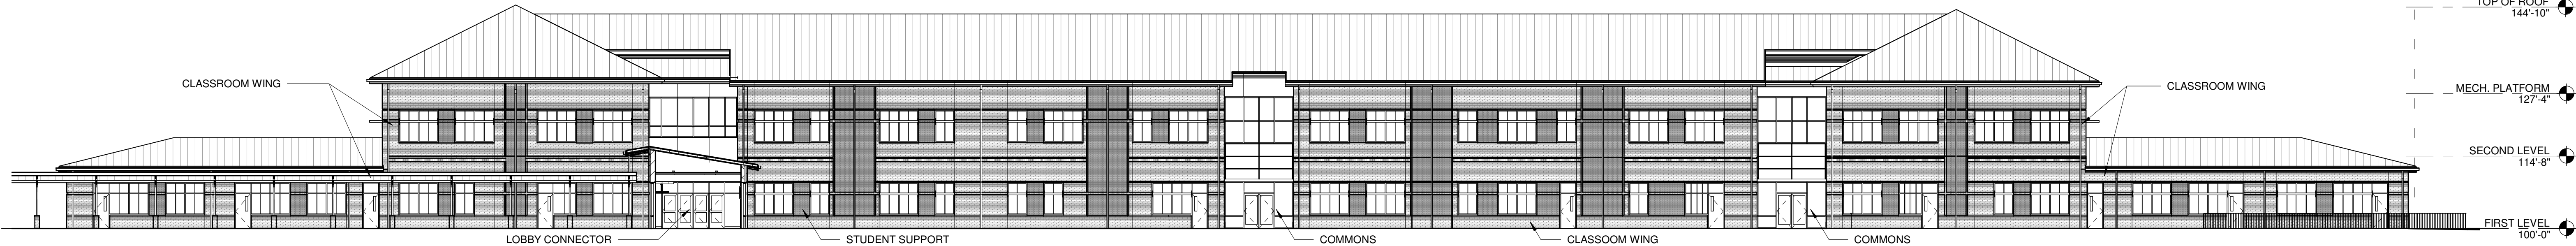 TOP OF ROOF
144'-10"
CLASSROOM WING
CLASSROOM WING
MECH. PLATFORM
127'-4"
SECOND LEVEL
114'-8"
FIRST LEVEL
100'-0"
LOBBY CONNECTOR
STUDENT SUPPORT
COMMONS
CLASSOOM WING
COMMONS